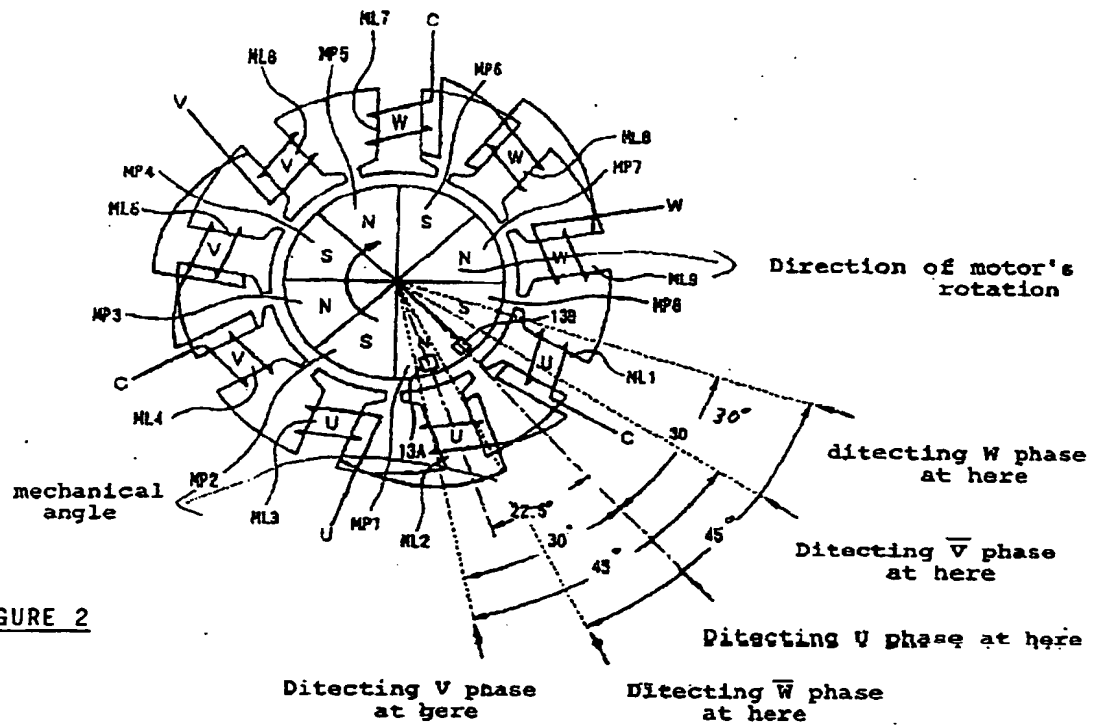 ML7
C
ML6
MP5
MP6
V
W
ML8
MP4
V
W
MP7
ML5
N
S
W
V
S
N
W
Direction of motor's
rotation
ML9
MP3
N
S
MP8
V
S
13B
C
U
ML1
ML4
U
U
C
30°
30
13A
ditecting W phase
at here
mechanical
angle
MP2
ML3
U
MP1
ML2
22.5°
30°
45°
45°
Ditecting V̅ phase
at here
GURE 2
Ditecting U phase at here
Ditecting V phase
at gere
Ditecting W̅ phase
at here